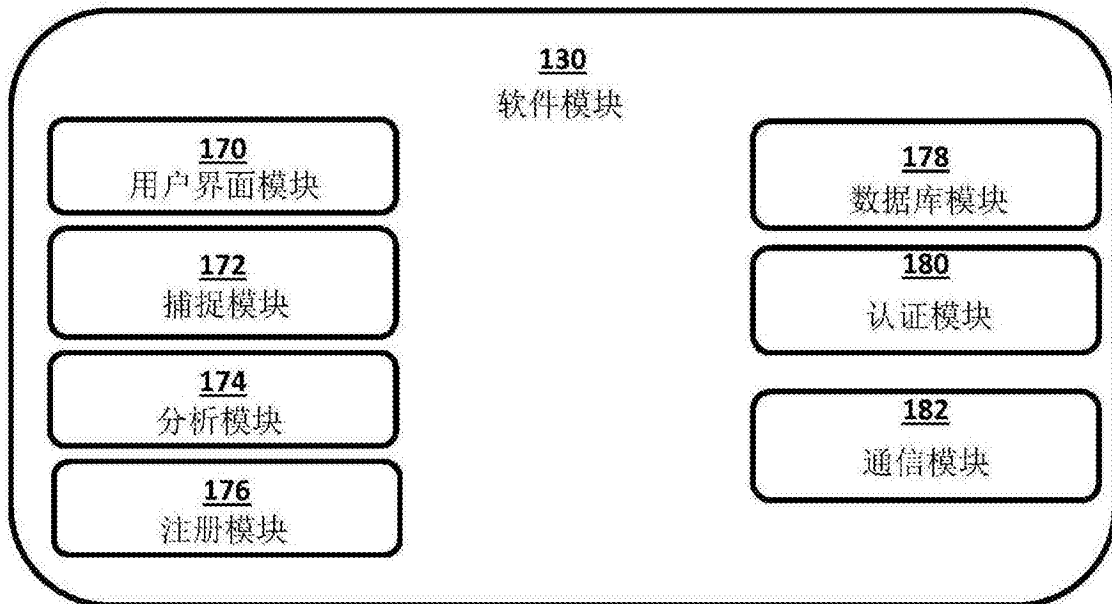 130
软件模块
170
用户界面模块
172
捕捉模块
174
分析模块
176
注册模块
178
数据库模块
180
认证模块
182
通信模块